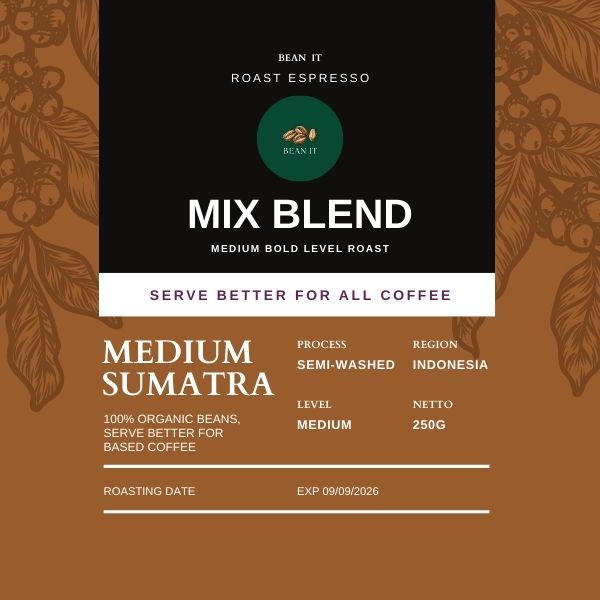 BEAN IT
ROAST ESPRESSO
BEAN IT
MIX BLEND
MEDIUM BOLD LEVEL ROAST
SERVE BETTER FOR ALL COFFEE
MEDIUM
SUMATRA
100% ORGANIC BEANS,
SERVE BETTER FOR
BASED COFFEE
PROCESS
SEMI-WASHED
REGION
INDONESIA
LEVEL
MEDIUM
NETTO
250G
ROASTING DATE
EXP 09/09/2026